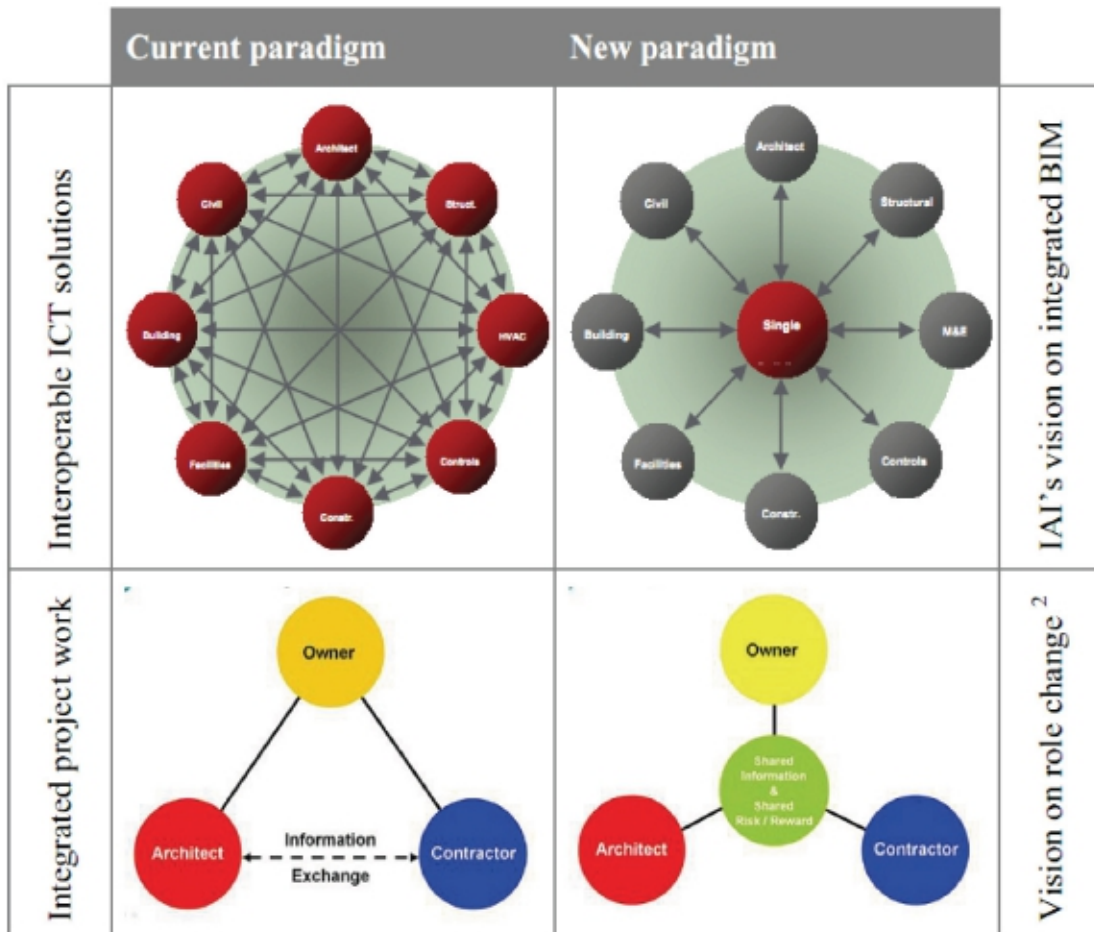 Current paradigm
New paradigm
Interoperable ICT solutions
Architect
Civil
Struct.
Building
HVAC
Facilities
Controls
Constr.
Architect
Civil
Structural
Single
Building
M&E
Facilities
Controls
Constr.
IAI's vision on integrated BIM
Integrated project work
Owner
Architect
Information
Exchange
Contractor
Owner
Shared
Information
&
Shared
Risk / Reward
Architect
Contractor
Vision on role change 2